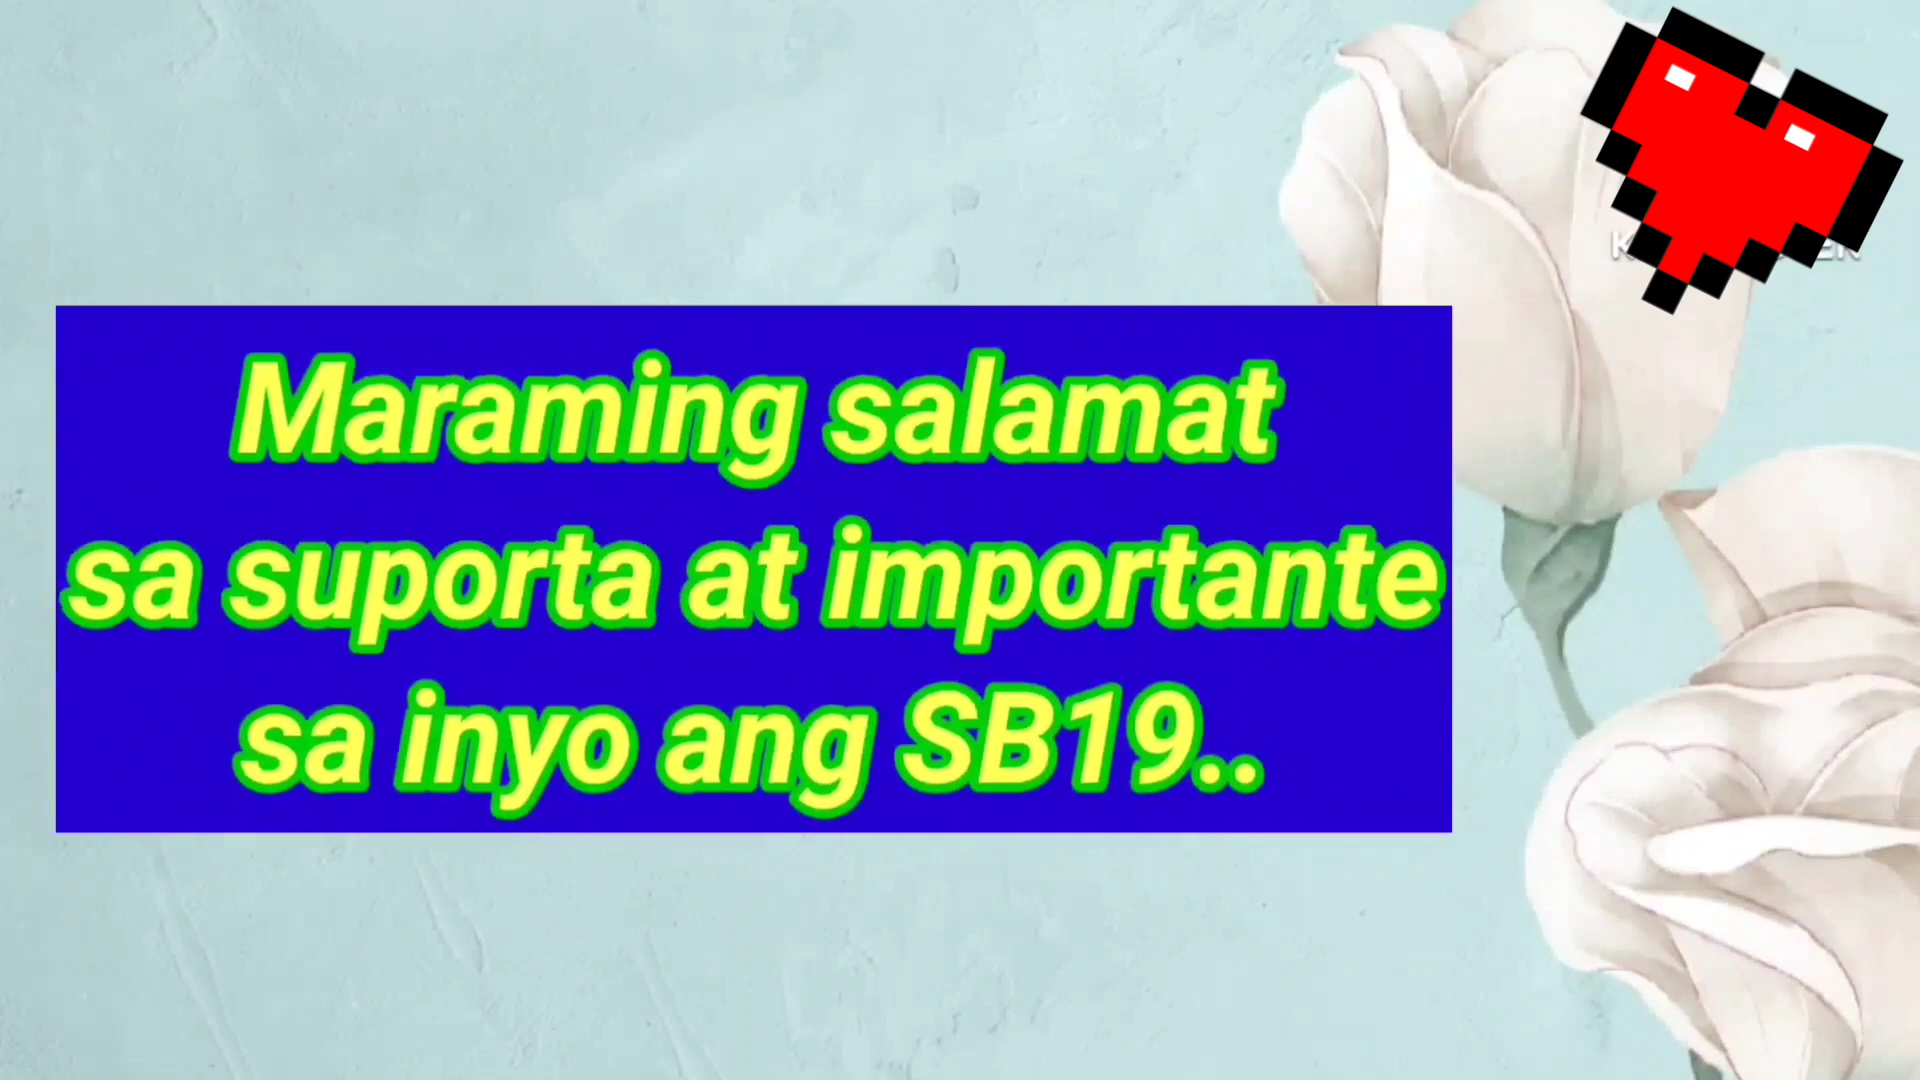 Maraming salamat
sa suporta at importante
sa inyo ang SB19..